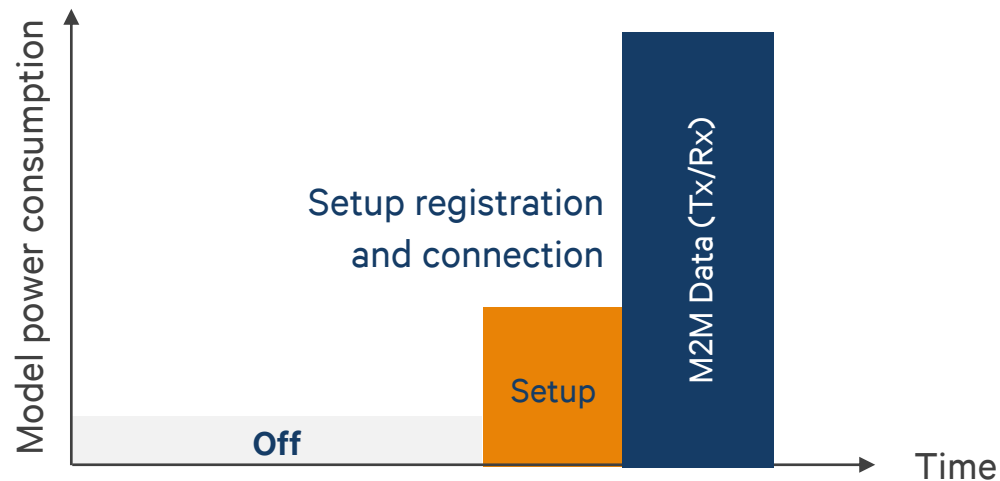 Model power consumption
Setup registration
and connection
M2M Data (Tx/Rx)
Setup
Off
Time